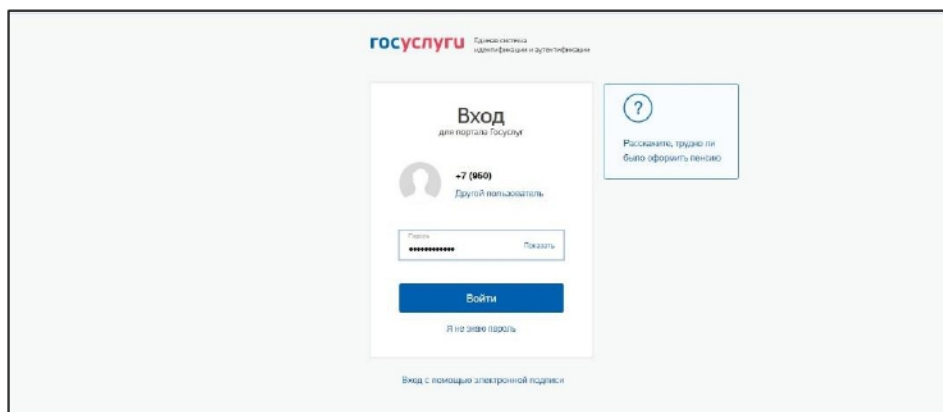 госуслуги
Единая система
идентификации и аутентификации
Вход
для портала Госуслуг
+7 (960)
Другой пользователь
Пароль
Показать
Войти
Я не знаю пароль
Вход с помощью электронной подписи
?
Расскажите, трудно ли
было оформить пенсию